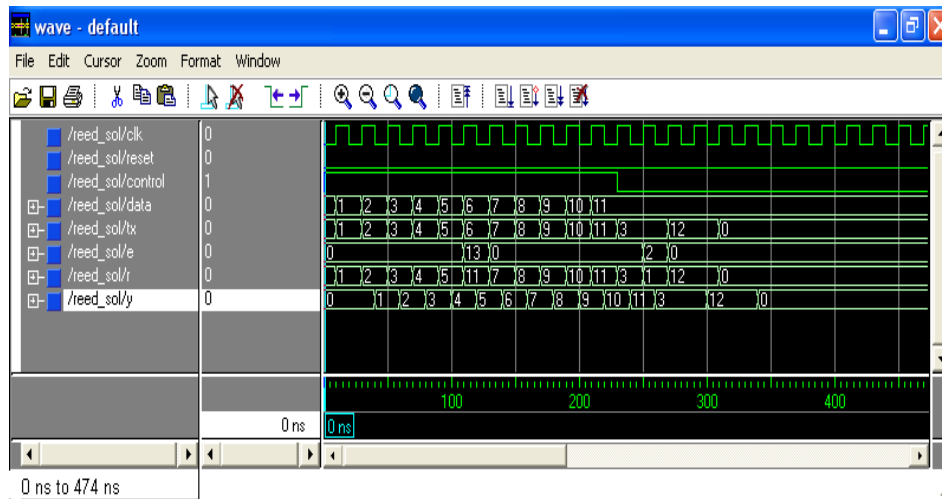 wave - default
File Edit Cursor Zoom Format Window
/reed_sol/clk 0
/reed_sol/reset 0
/reed_sol/control 1
/reed_sol/data 0 1 2 3 4 5 6 7 8 9 10 11
/reed_sol/tx 0 1 2 3 4 5 6 7 8 9 10 11 3 12 0
/reed_sol/e 0 0 13 0 2 0
/reed_sol/r 0 1 2 3 4 5 11 7 8 9 10 11 3 1 12 0
/reed_sol/y 0 0 1 2 3 4 5 6 7 8 9 10 11 3 12 0
100 200 300 400
0 ns 0 ns
0 ns to 474 ns